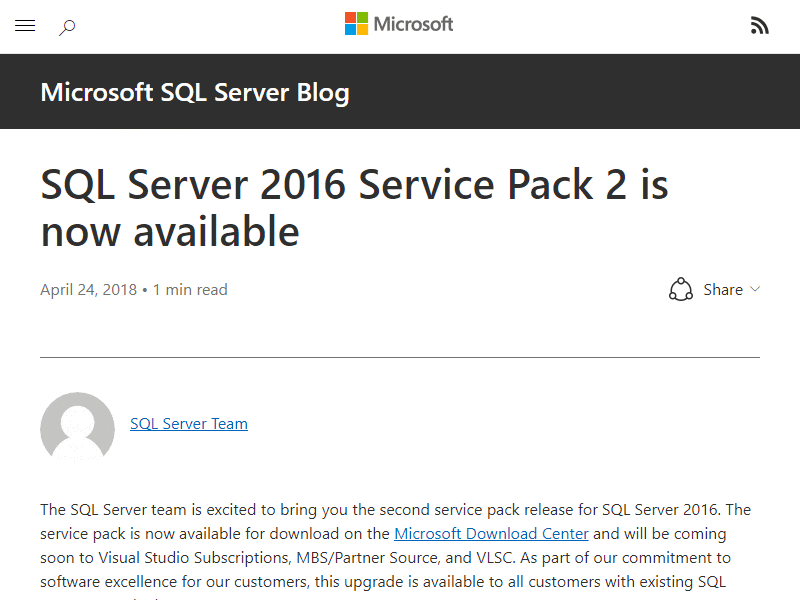 Microsoft
Microsoft SQL Server Blog
SQL Server 2016 Service Pack 2 is
now available
April 24, 2018 • 1 min read
Share
SQL Server Team
The SQL Server team is excited to bring you the second service pack release for SQL Server 2016. The
service pack is now available for download on the Microsoft Download Center and will be coming
soon to Visual Studio Subscriptions, MBS/Partner Source, and VLSC. As part of our commitment to
software excellence for our customers, this upgrade is available to all customers with existing SQL